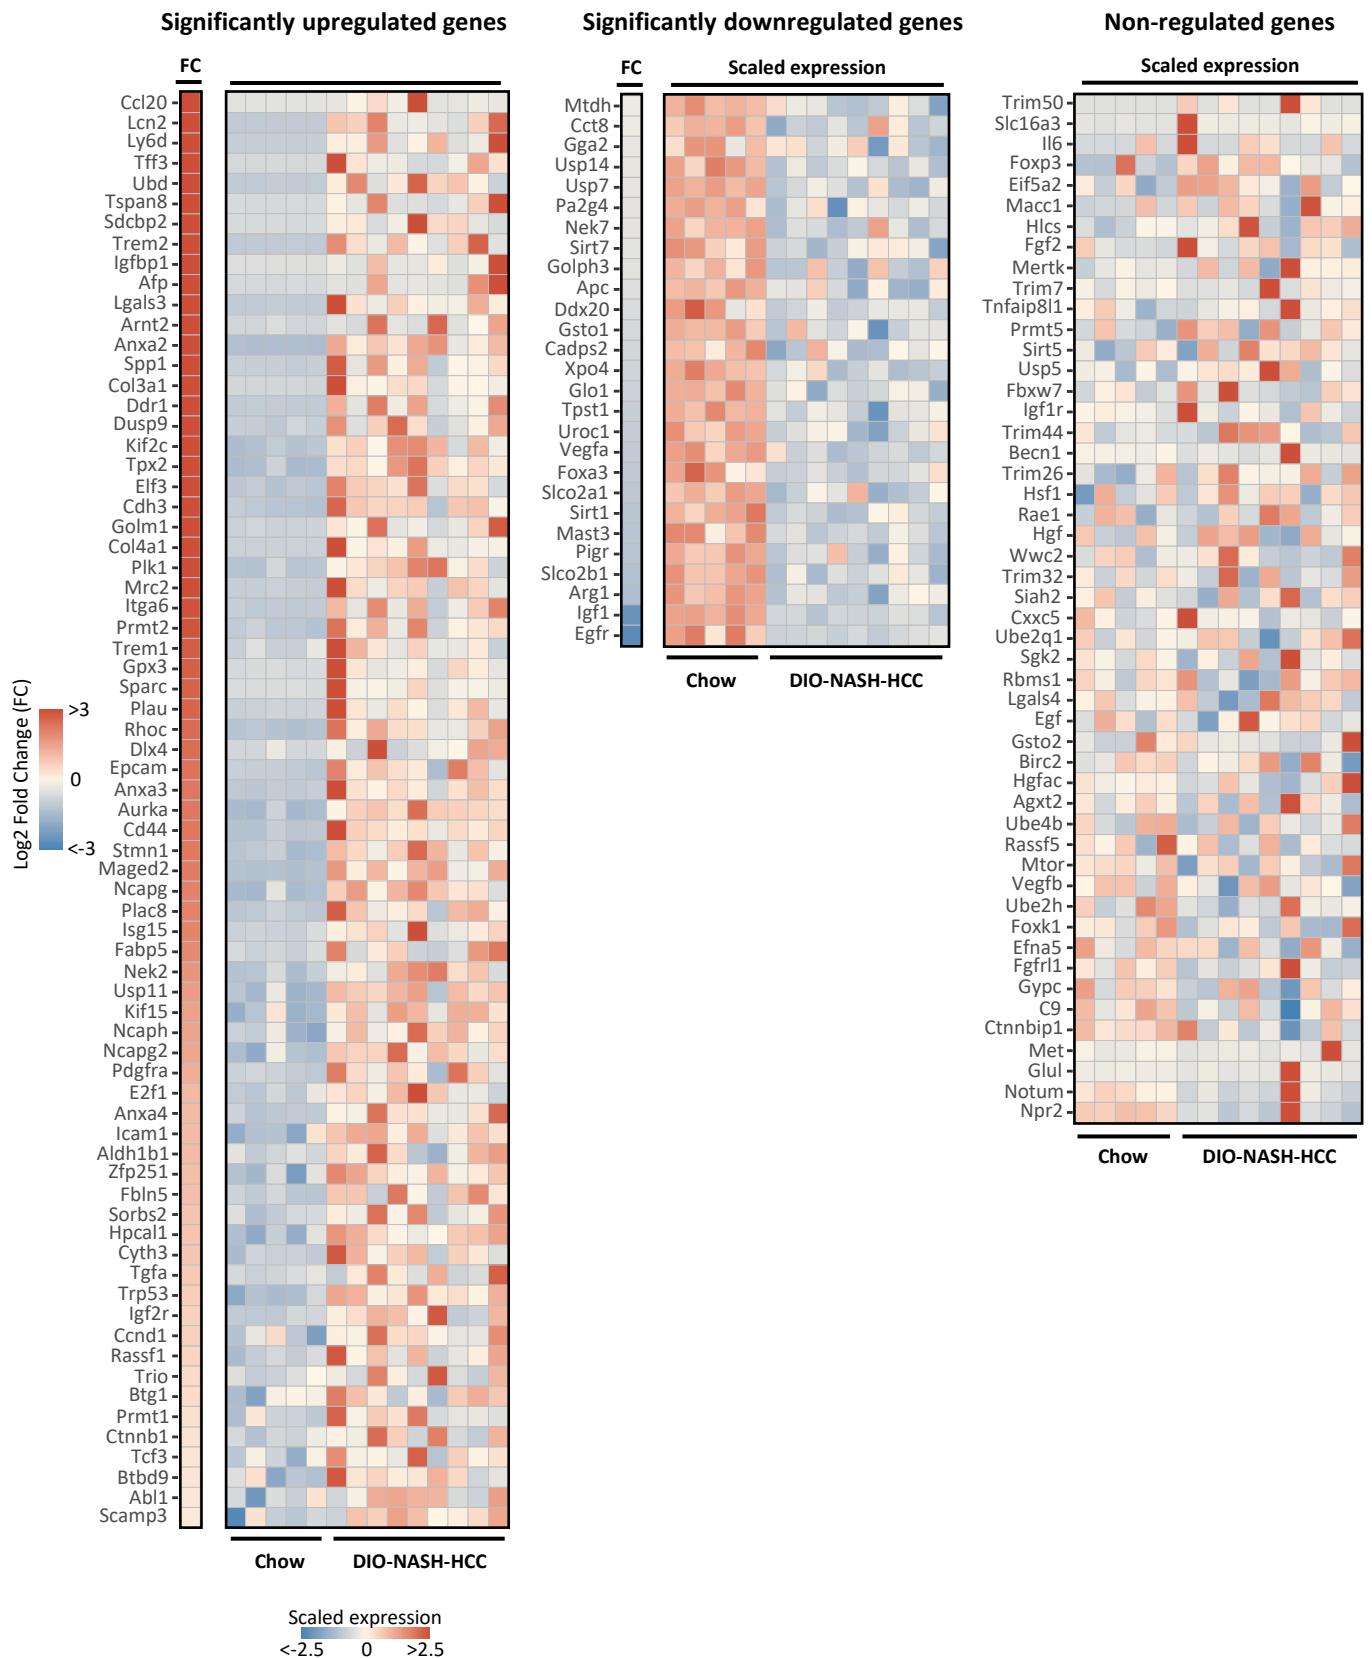 Significantly upregulated genes
FC
Ccl20
Lcn2
Ly6d
Tff3
Ubd
Tspan8
Sdcbp2
Trem2
Igfbp1
Afp
Lgals3
Arnt2
Anxa2
Spp1
Col3a1
Ddr1
Dusp9
Kif2c
Tpx2
Elf3
Cdh3
Golm1
Col4a1
Plk1
Mrc2
Itga6
Prmt2
Trem1
Gpx3
Sparc
Plau
Rhoc
Dlx4
Epcam
Anxa3
Aurka
Cd44
Stmn1
Maged2
Ncapg
Plac8
Isg15
Fabp5
Nek2
Usp11
Kif15
Ncaph
Ncapg2
Pdgfra
E2f1
Anxa4
Icam1
Aldh1b1
Zfp251
Fbln5
Sorbs2
Hpcal1
Cyth3
Tgfa
Trp53
Igf2r
Ccnd1
Rassf1
Trio
Btg1
Prmt1
Ctnnb1
Tcf3
Btbd9
Abl1
Scamp3
Chow
DIO-NASH-HCC
Log2 Fold Change (FC)
>3
0
<-3
Scaled expression
<-2.5 0 >2.5
Significantly downregulated genes
FC
Scaled expression
Mtdh
Cct8
Gga2
Usp14
Usp7
Pa2g4
Nek7
Sirt7
Golph3
Apc
Ddx20
Gsto1
Cadps2
Xpo4
Glo1
Tpst1
Uroc1
Vegfa
Foxa3
Slco2a1
Sirt1
Mast3
Pigr
Slco2b1
Arg1
Igf1
Egfr
Chow
DIO-NASH-HCC
Non-regulated genes
Scaled expression
Trim50
Slc16a3
Il6
Foxp3
Eif5a2
Macc1
Hlcs
Fgf2
Mertk
Trim7
Tnfaip8l1
Prmt5
Sirt5
Usp5
Fbxw7
Igf1r
Trim44
Becn1
Trim26
Hsf1
Rae1
Hgf
Wwc2
Trim32
Siah2
Cxxc5
Ube2q1
Sgk2
Rbms1
Lgals4
Egf
Gsto2
Birc2
Hgfac
Agxt2
Ube4b
Rassf5
Mtor
Vegfb
Ube2h
Foxk1
Efna5
Fgfrl1
Gypc
C9
Ctnnbip1
Met
Glul
Notum
Npr2
Chow
DIO-NASH-HCC